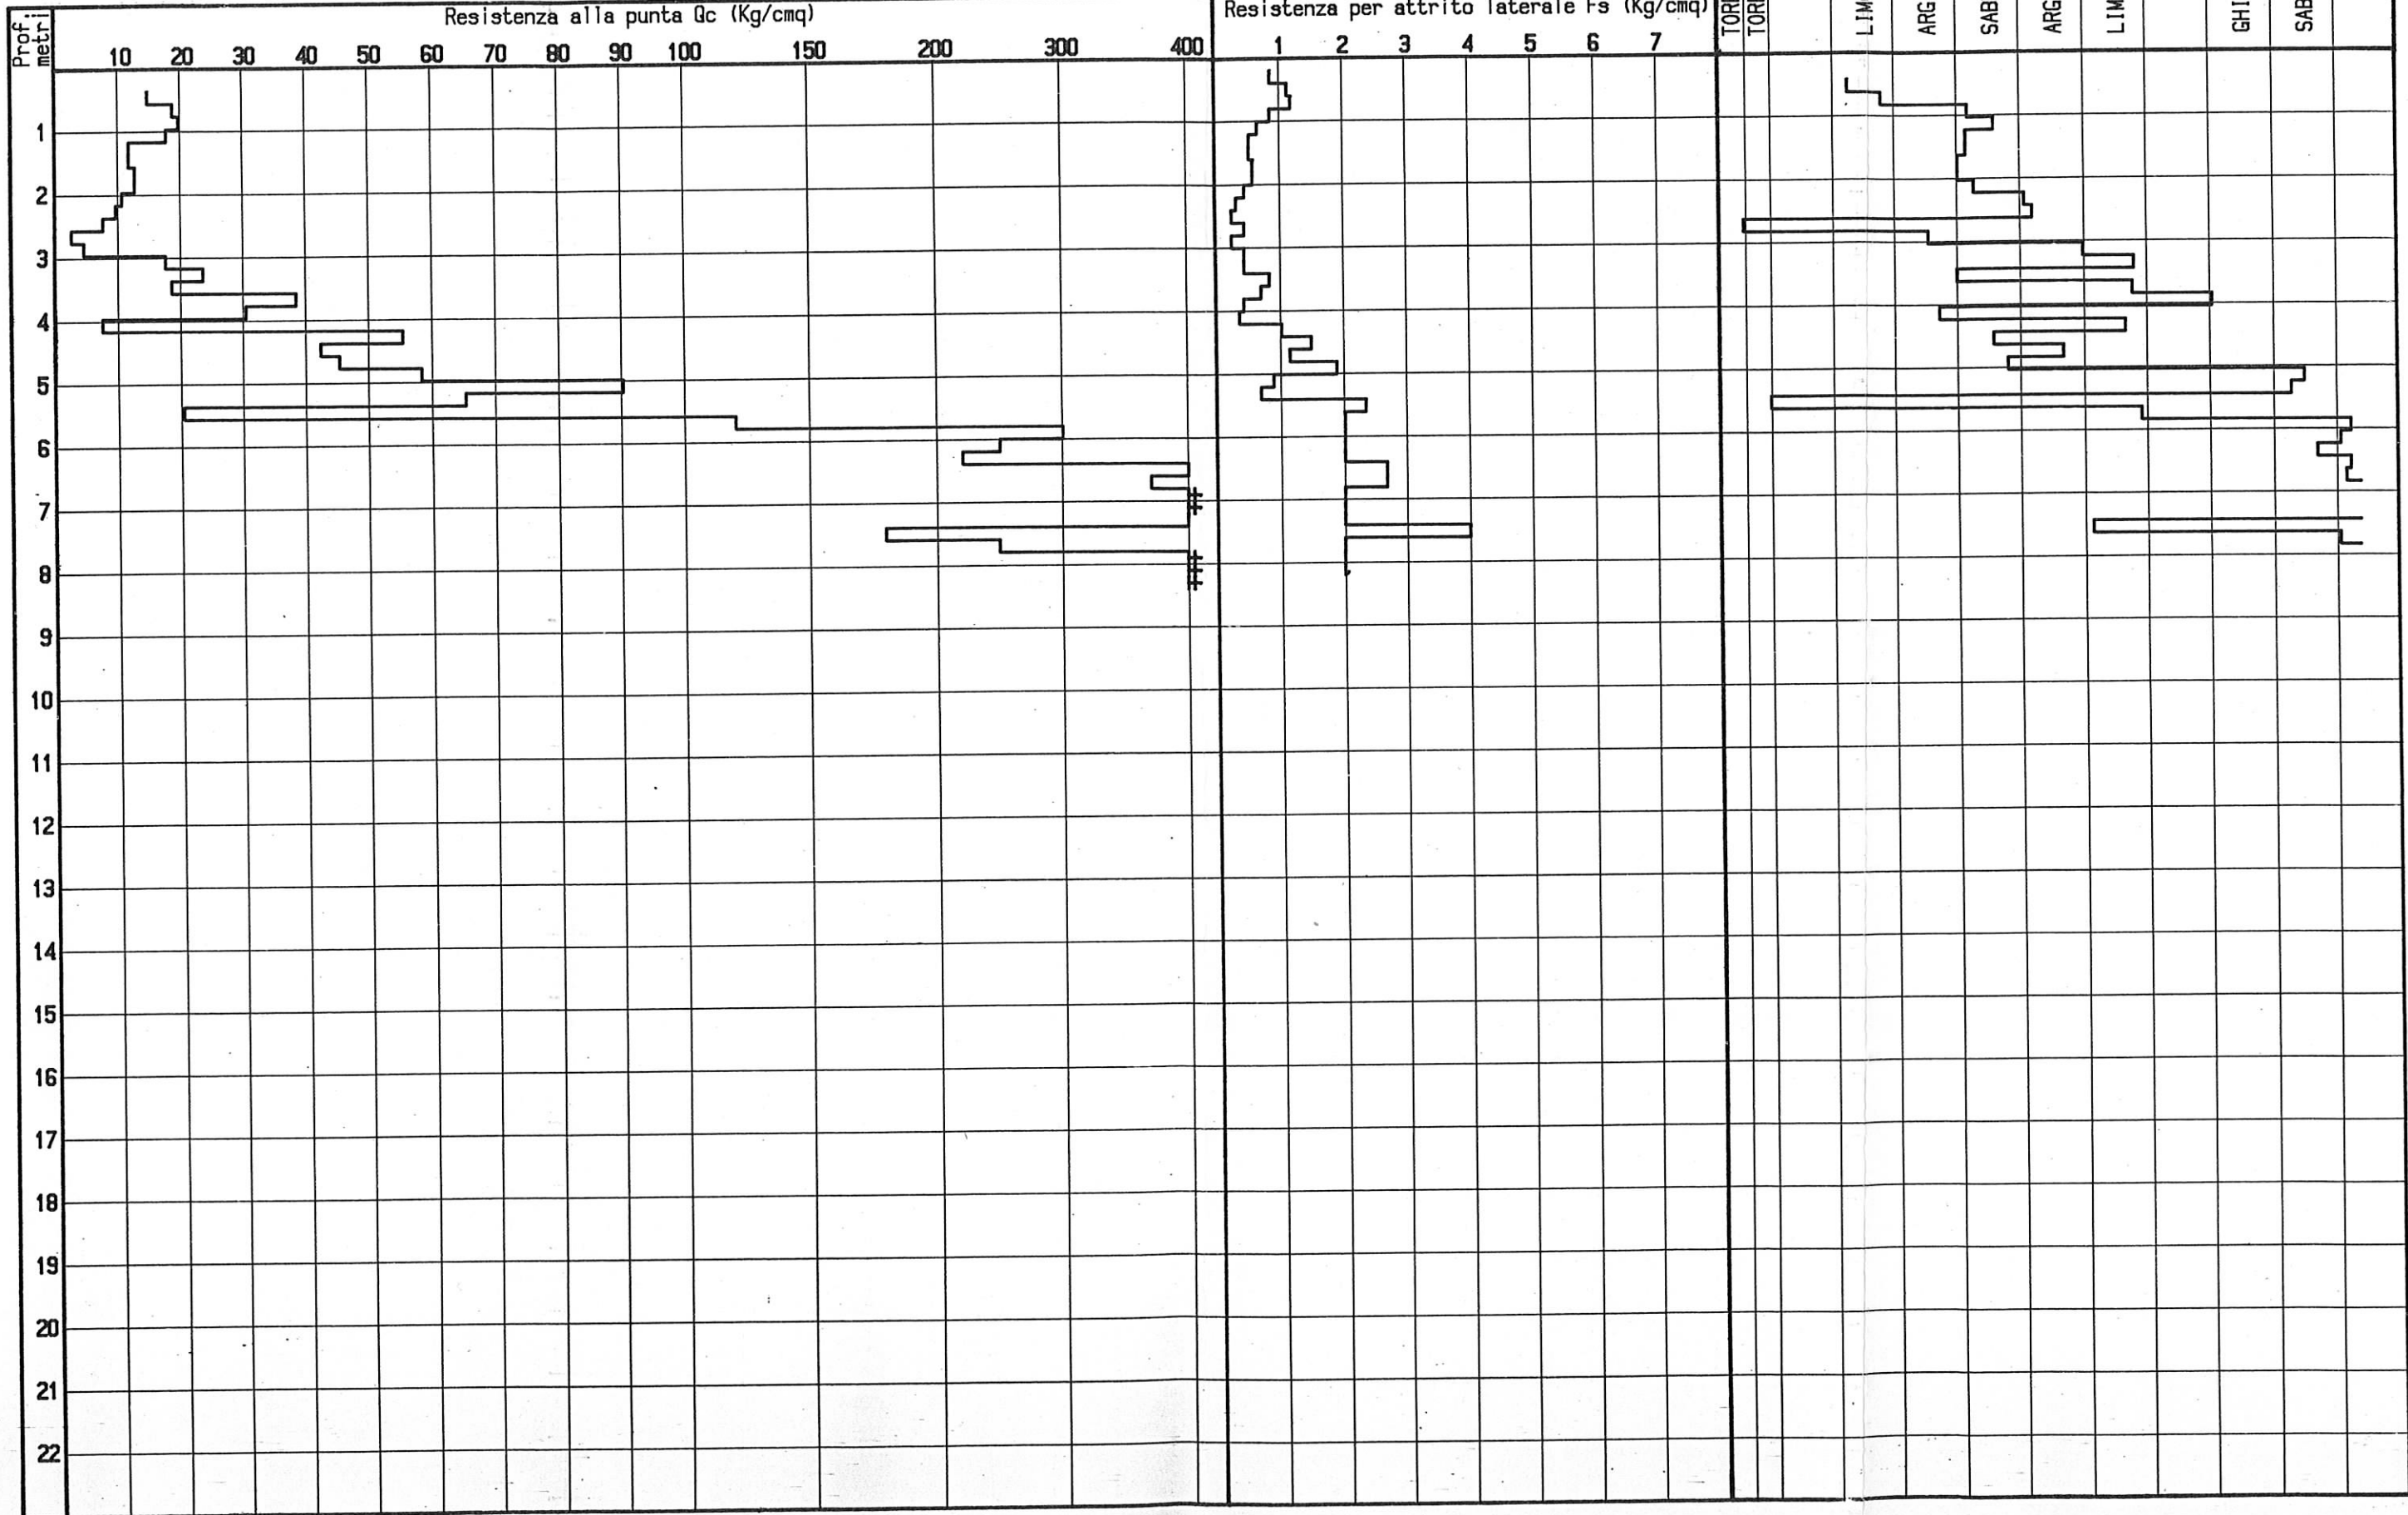 Resistenza alla punta Qc (Kg/cmq)
Resistenza per attrito laterale Fs (Kg/cmq)
Prof. metri
10 20 30 40 50 60 70 80 90 100 150 200 300 400
1 2 3 4 5 6 7
LIM
ARG
SAB
ARG
LIM
GHI
SAB
1
2
3
4
5
6
7
8
9
10
11
12
13
14
15
16
17
18
19
20
21
22